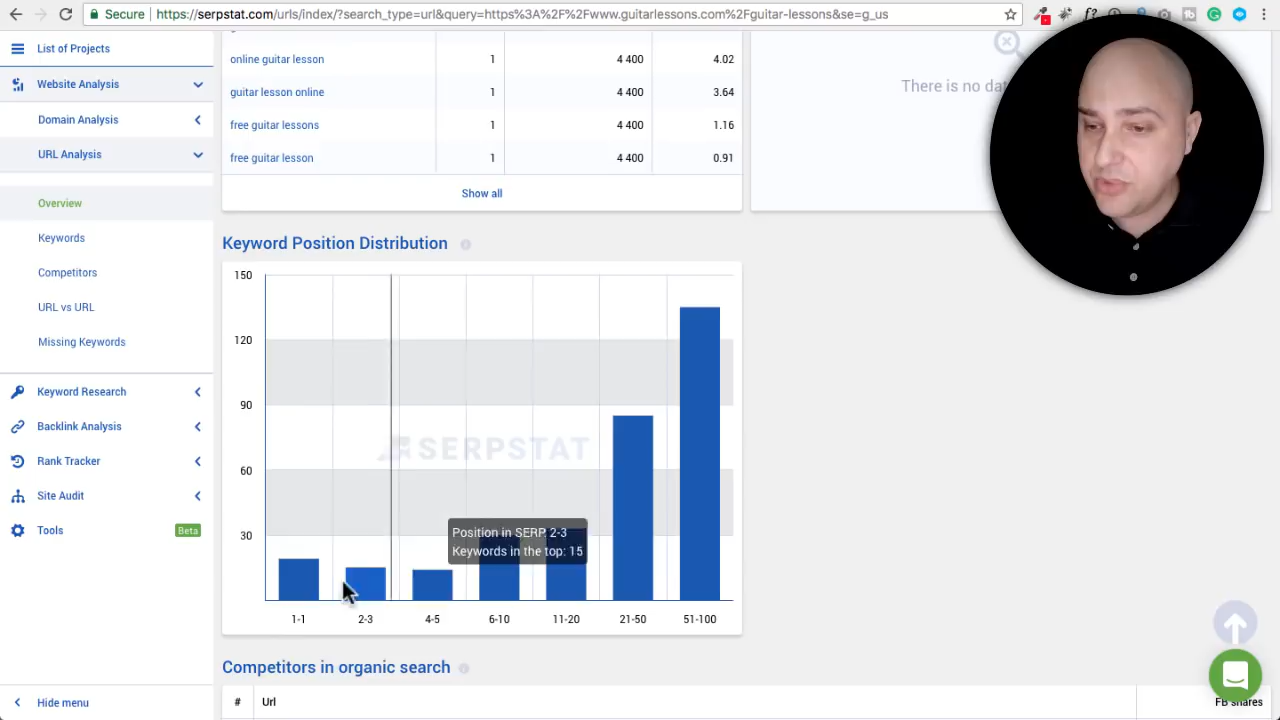 Secure
https://serpstat.com/urls/index/?search_type=url&query=https%3A%2F%2Fwww.guitarlessons.com%2Fguitar-lessons&se=g_us
List of Projects
Website Analysis
Domain Analysis
URL Analysis
Overview
Keywords
Competitors
URL vs URL
Missing Keywords
Keyword Research
Backlink Analysis
Rank Tracker
Site Audit
Tools
Beta
Hide menu
online guitar lesson 1 4 400 4.02
guitar lesson online 1 4 400 3.64
free guitar lessons 1 4 400 1.16
free guitar lesson 1 4 400 0.91
Show all
There is no
Keyword Position Distribution
150
120
90
60
30
SERPSTAT
Position in SERP 2-3
Keywords in the top: 15
1-1 2-3 4-5 6-10 11-20 21-50 51-100
Competitors in organic search
# Url FB shares